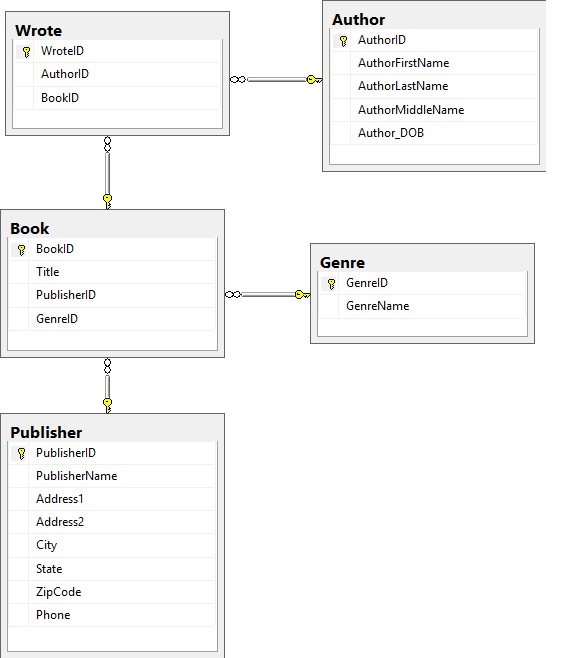 Wrote
WroteID
AuthorID
BookID
Author
AuthorID
AuthorFirstName
AuthorLastName
AuthorMiddleName
Author_DOB
Book
BookID
Title
PublisherID
GenreID
Genre
GenreID
GenreName
Publisher
PublisherID
PublisherName
Address1
Address2
City
State
ZipCode
Phone